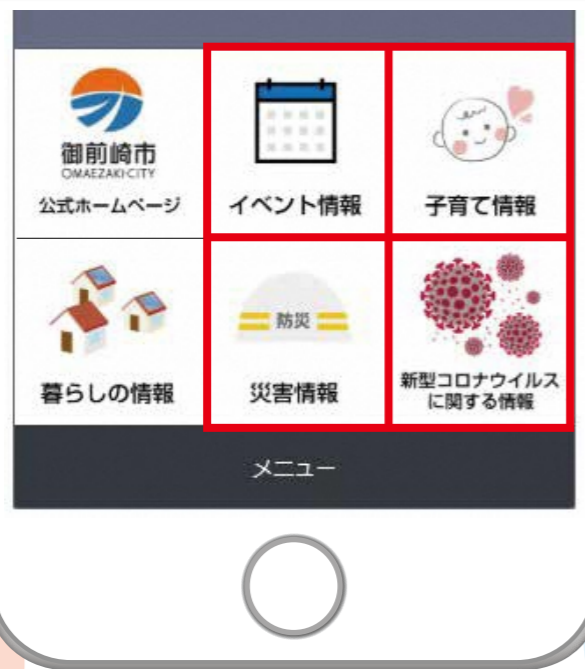 御前崎市
OMAEZAKI CITY
公式ホームページ
イベント情報
子育て情報
暮らしの情報
防災
災害情報
新型コロナウイルス
に関する情報
メニュー